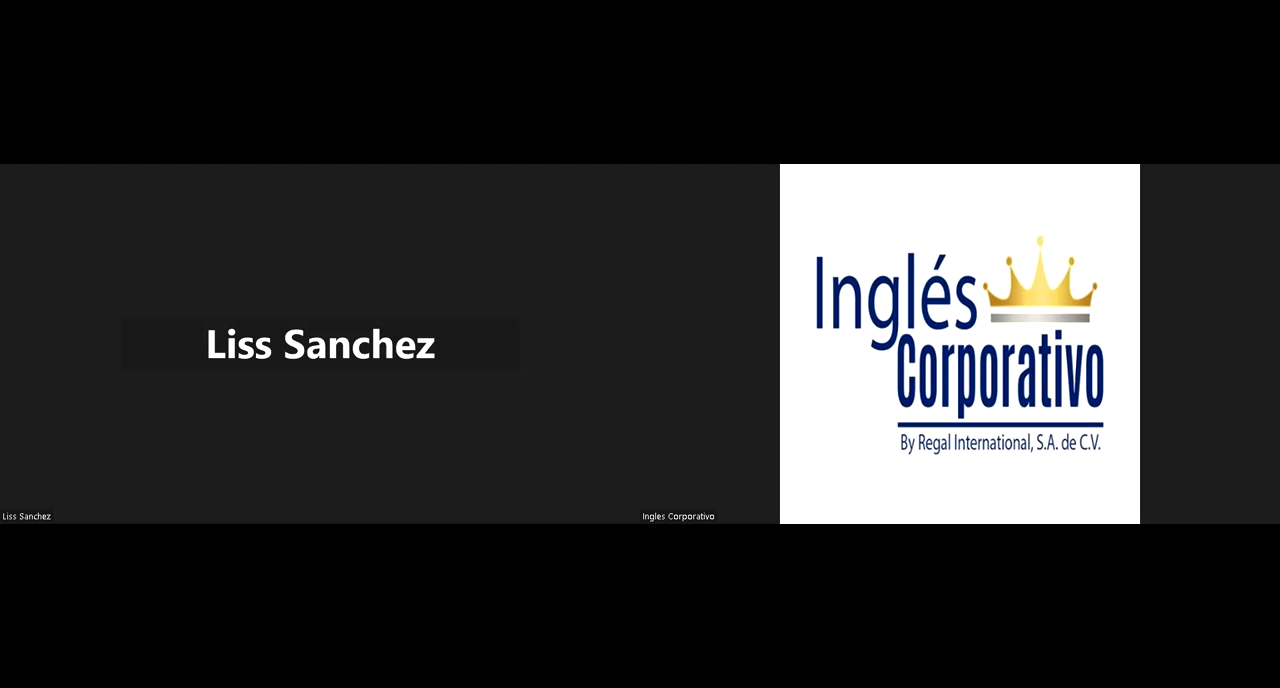 Liss Sanchez
Inglés
Corporativo
By Regal International, S.A. de C.V.
Liss Sanchez
Ingles Corporativo